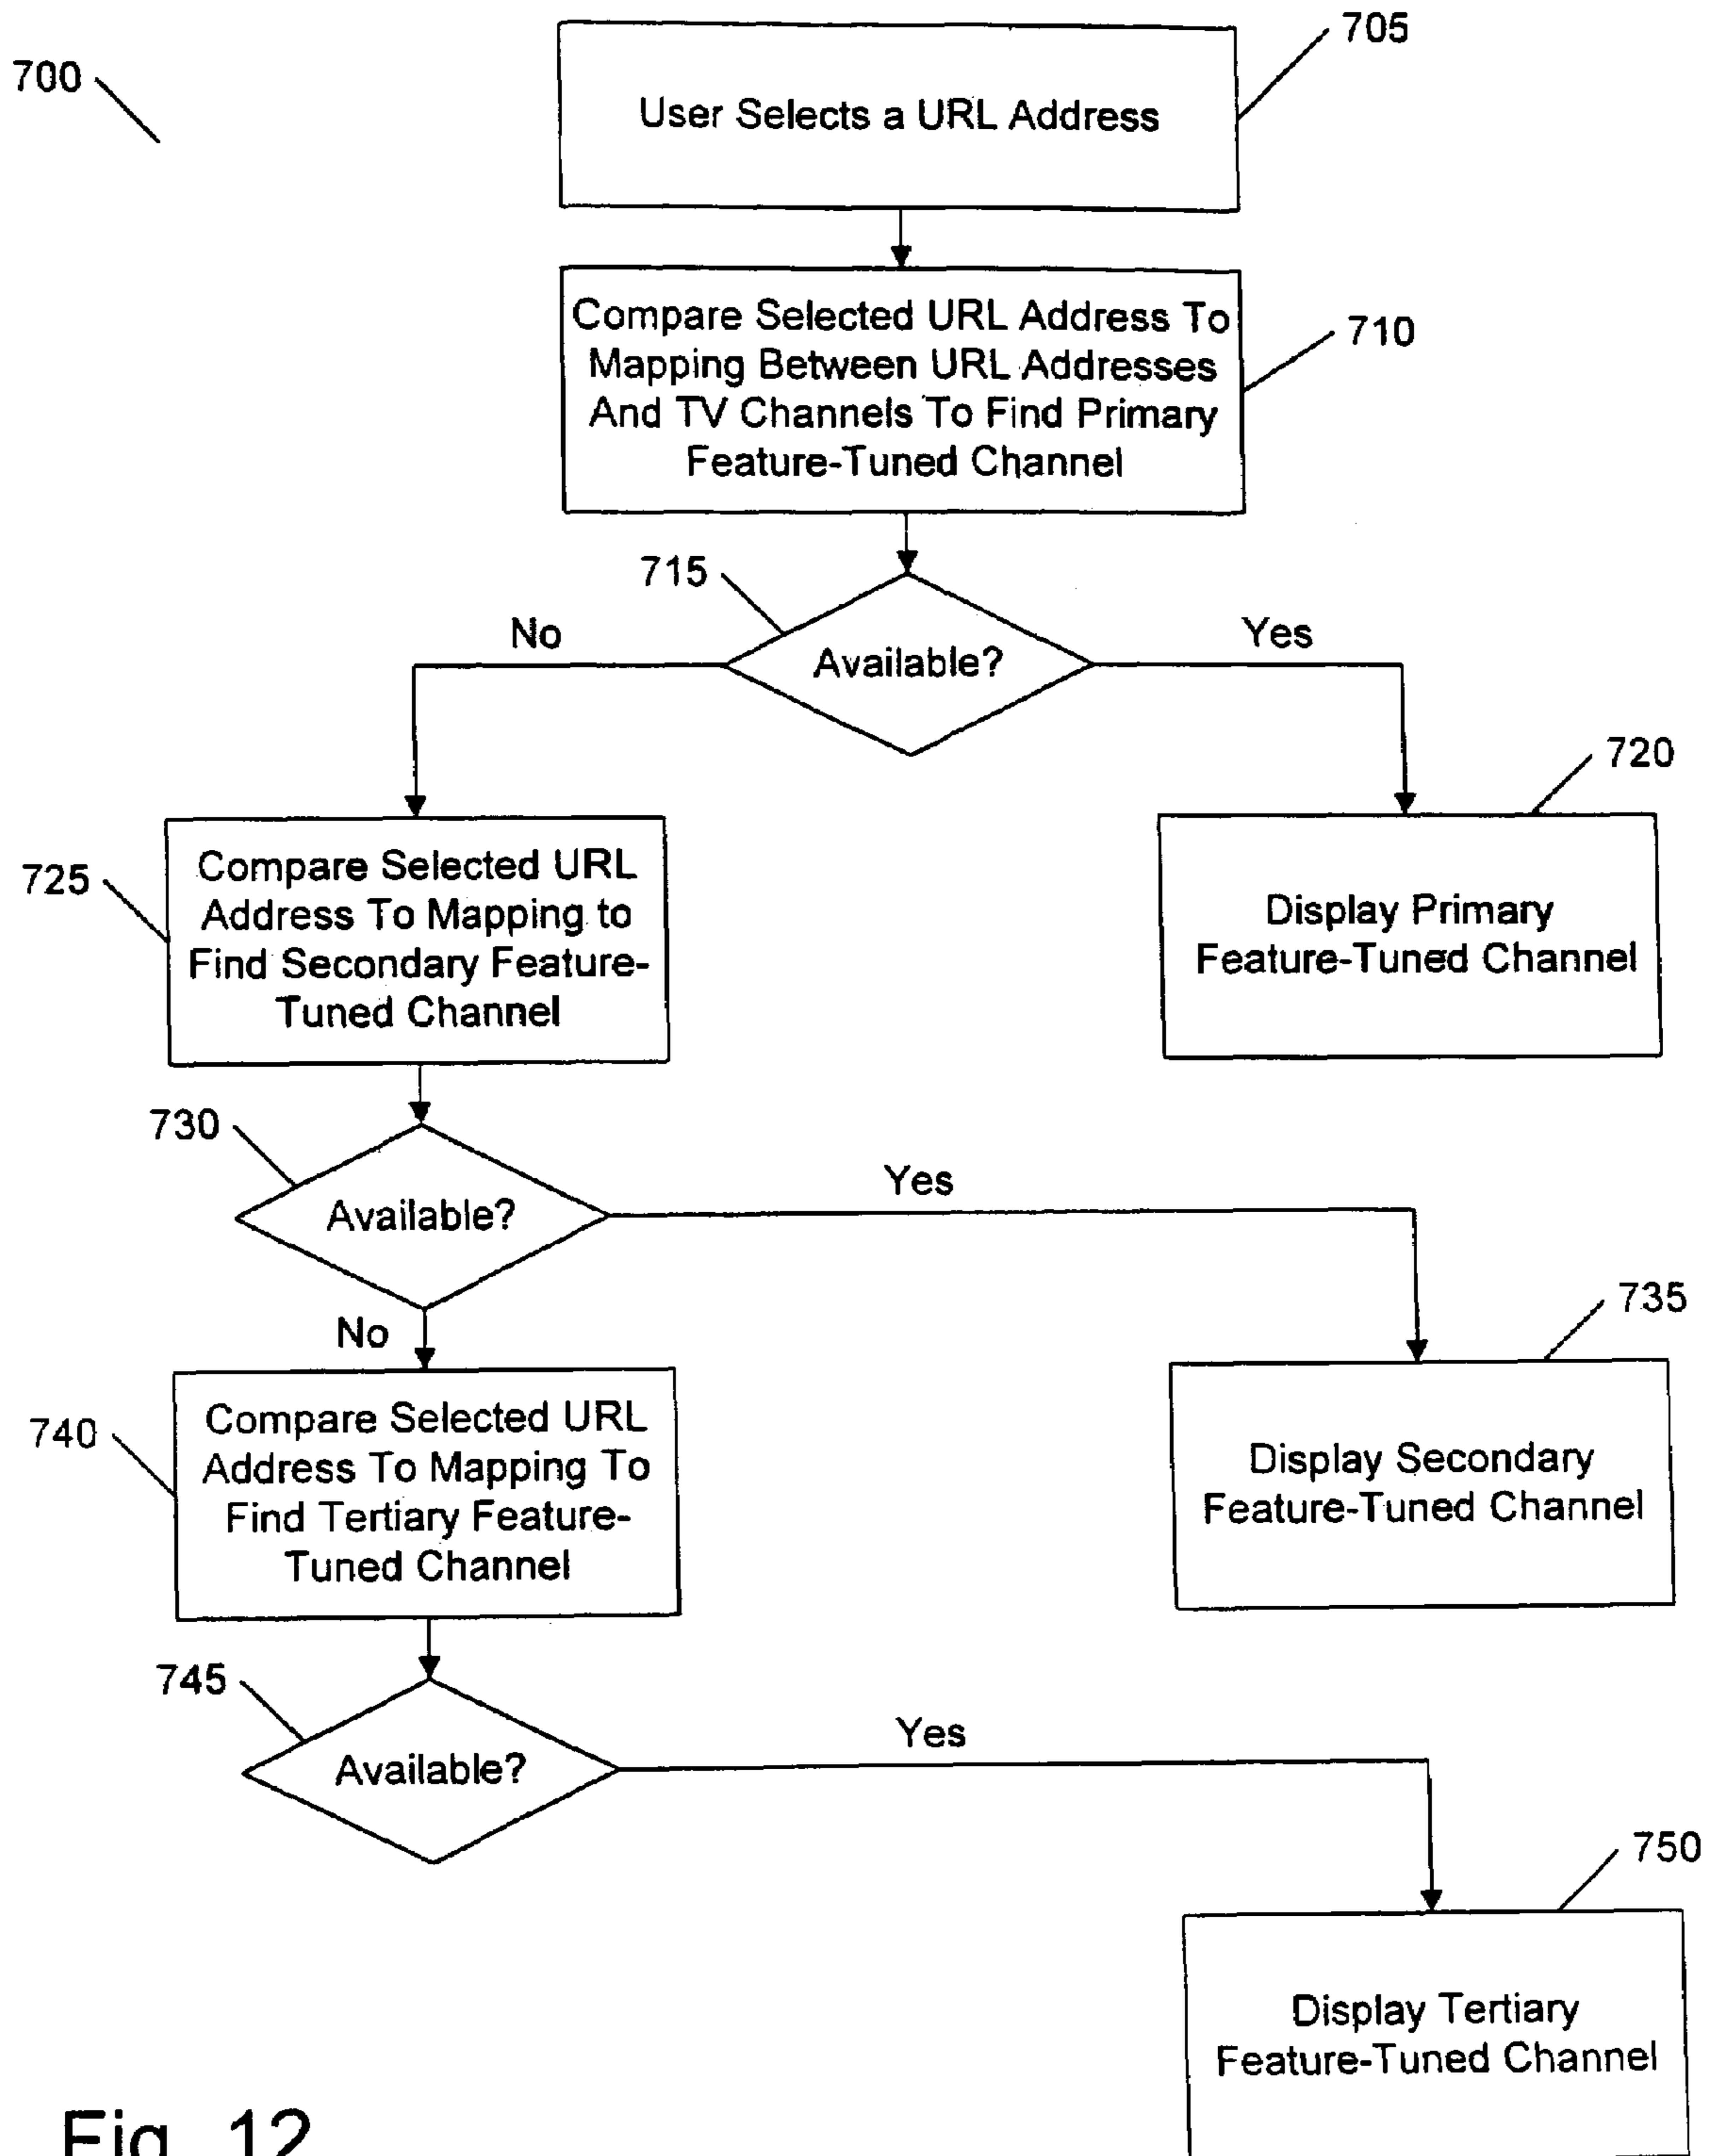 700
705
User Selects a URL Address
Compare Selected URL Address To
Mapping Between URL Addresses
And TV Channels To Find Primary
Feature-Tuned Channel
710
715
No
Available?
Yes
720
725
Compare Selected URL
Address To Mapping to
Find Secondary Feature-
Tuned Channel
Display Primary
Feature-Tuned Channel
730
Available?
Yes
No
735
740
Compare Selected URL
Address To Mapping To
Find Tertiary Feature-
Tuned Channel
Display Secondary
Feature-Tuned Channel
745
Available?
Yes
750
Display Tertiary
Feature-Tuned Channel
Fig. 12